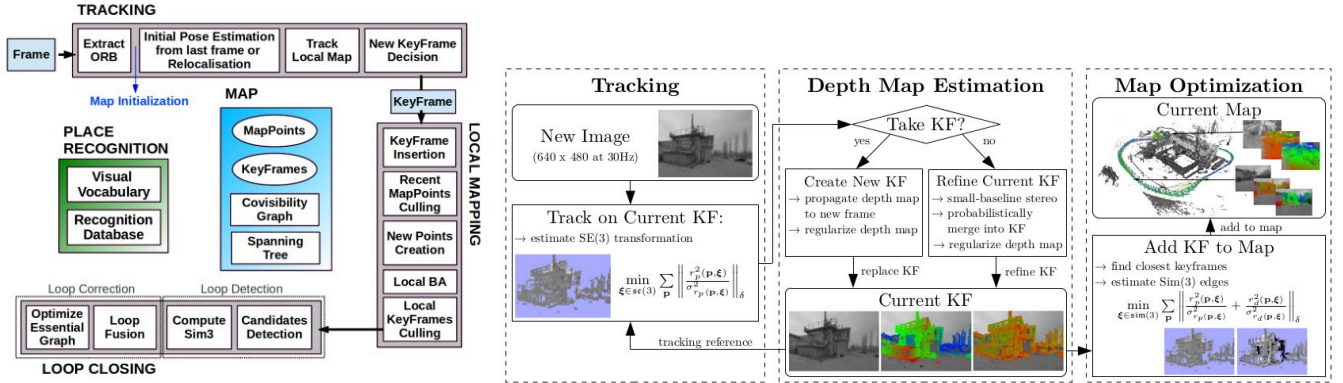 TRACKING
Frame
Extract
ORB
Initial Pose Estimation
from last frame or
Relocalisation
Track
Local Map
New KeyFrame
Decision
Map Initialization
MAP
KeyFrame
MapPoints
KeyFrames
Covisibility
Graph
Spanning
Tree
PLACE
RECOGNITION
Visual
Vocabulary
Recognition
Database
LOCAL MAPPING
KeyFrame
Insertion
Recent
MapPoints
Culling
New Points
Creation
Local BA
Local
KeyFrames
Culling
Loop Correction
Loop Detection
Optimize
Essential
Graph
Loop
Fusion
Compute
Sim3
Candidates
Detection
LOOP CLOSING
Tracking
New Image
(640 x 480 at 30Hz)
Track on Current KF:
→ estimate SE(3) transformation
min ξ∈se(3) ∑ p ‖ r²p(p,ξ) / σ²rp(p,ξ) ‖δ
tracking reference
Depth Map Estimation
Take KF?
yes
no
Create New KF
→ propagate depth map
to new frame
→ regularize depth map
Refine Current KF
→ small-baseline stereo
→ probabilistically
merge into KF
→ regularize depth map
replace KF
refine KF
Current KF
Map Optimization
Current Map
add to map
Add KF to Map
→ find closest keyframes
→ estimate Sim(3) edges
min ξ∈sim(3) ∑ p ‖ r²p(p,ξ) / σ²rp(p,ξ) + r²d(p,ξ) / σ²rd(p,ξ) ‖δ